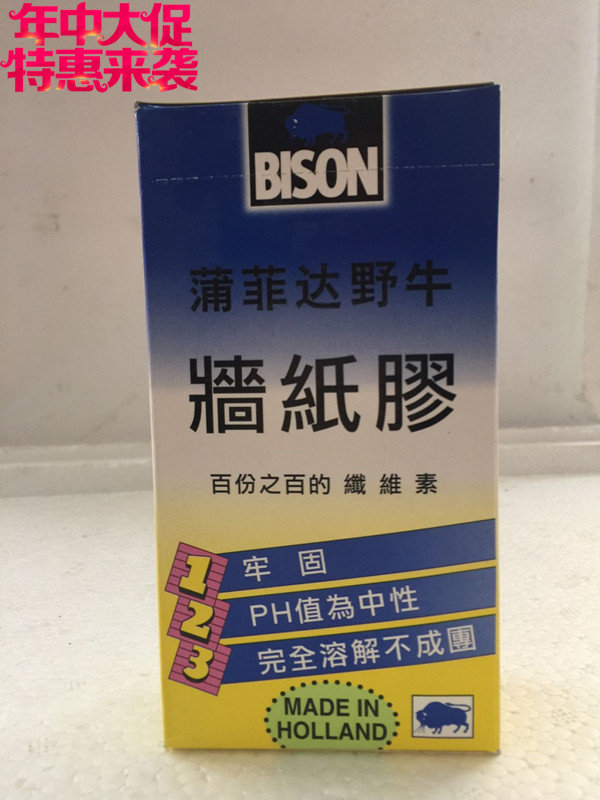 年中大促
特惠来袭
BISON
蒲菲达野牛
牆紙膠
百份之百的 纖 維 素
1 牢 固
2 PH值為中性
3 完全溶解不成團
MADE IN
HOLLAND